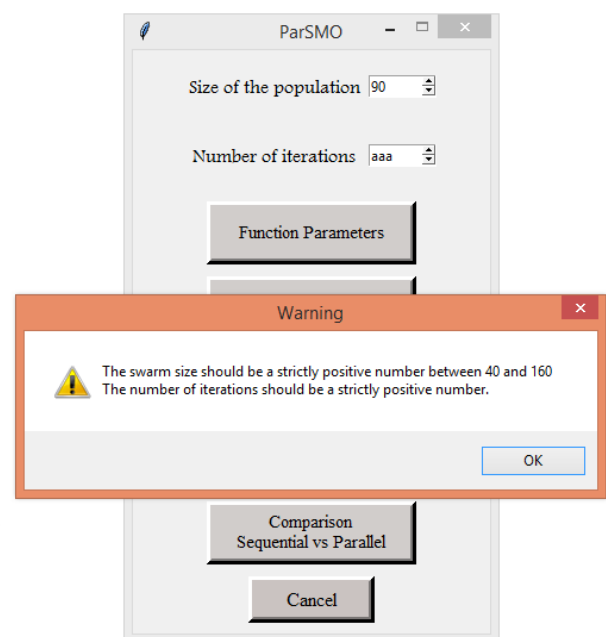 ParSMO
Size of the population 90
Number of iterations aaa
Function Parameters
Warning
The swarm size should be a strictly positive number between 40 and 160
The number of iterations should be a strictly positive number.
OK
Comparison
Sequential vs Parallel
Cancel